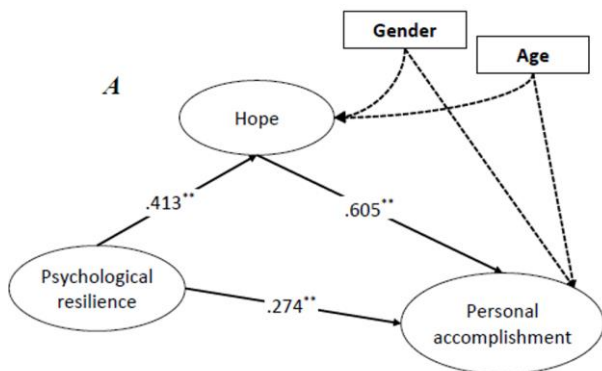 Gender
Age
A
Hope
.413**
.605**
Psychological
resilience
.274**
Personal
accomplishment